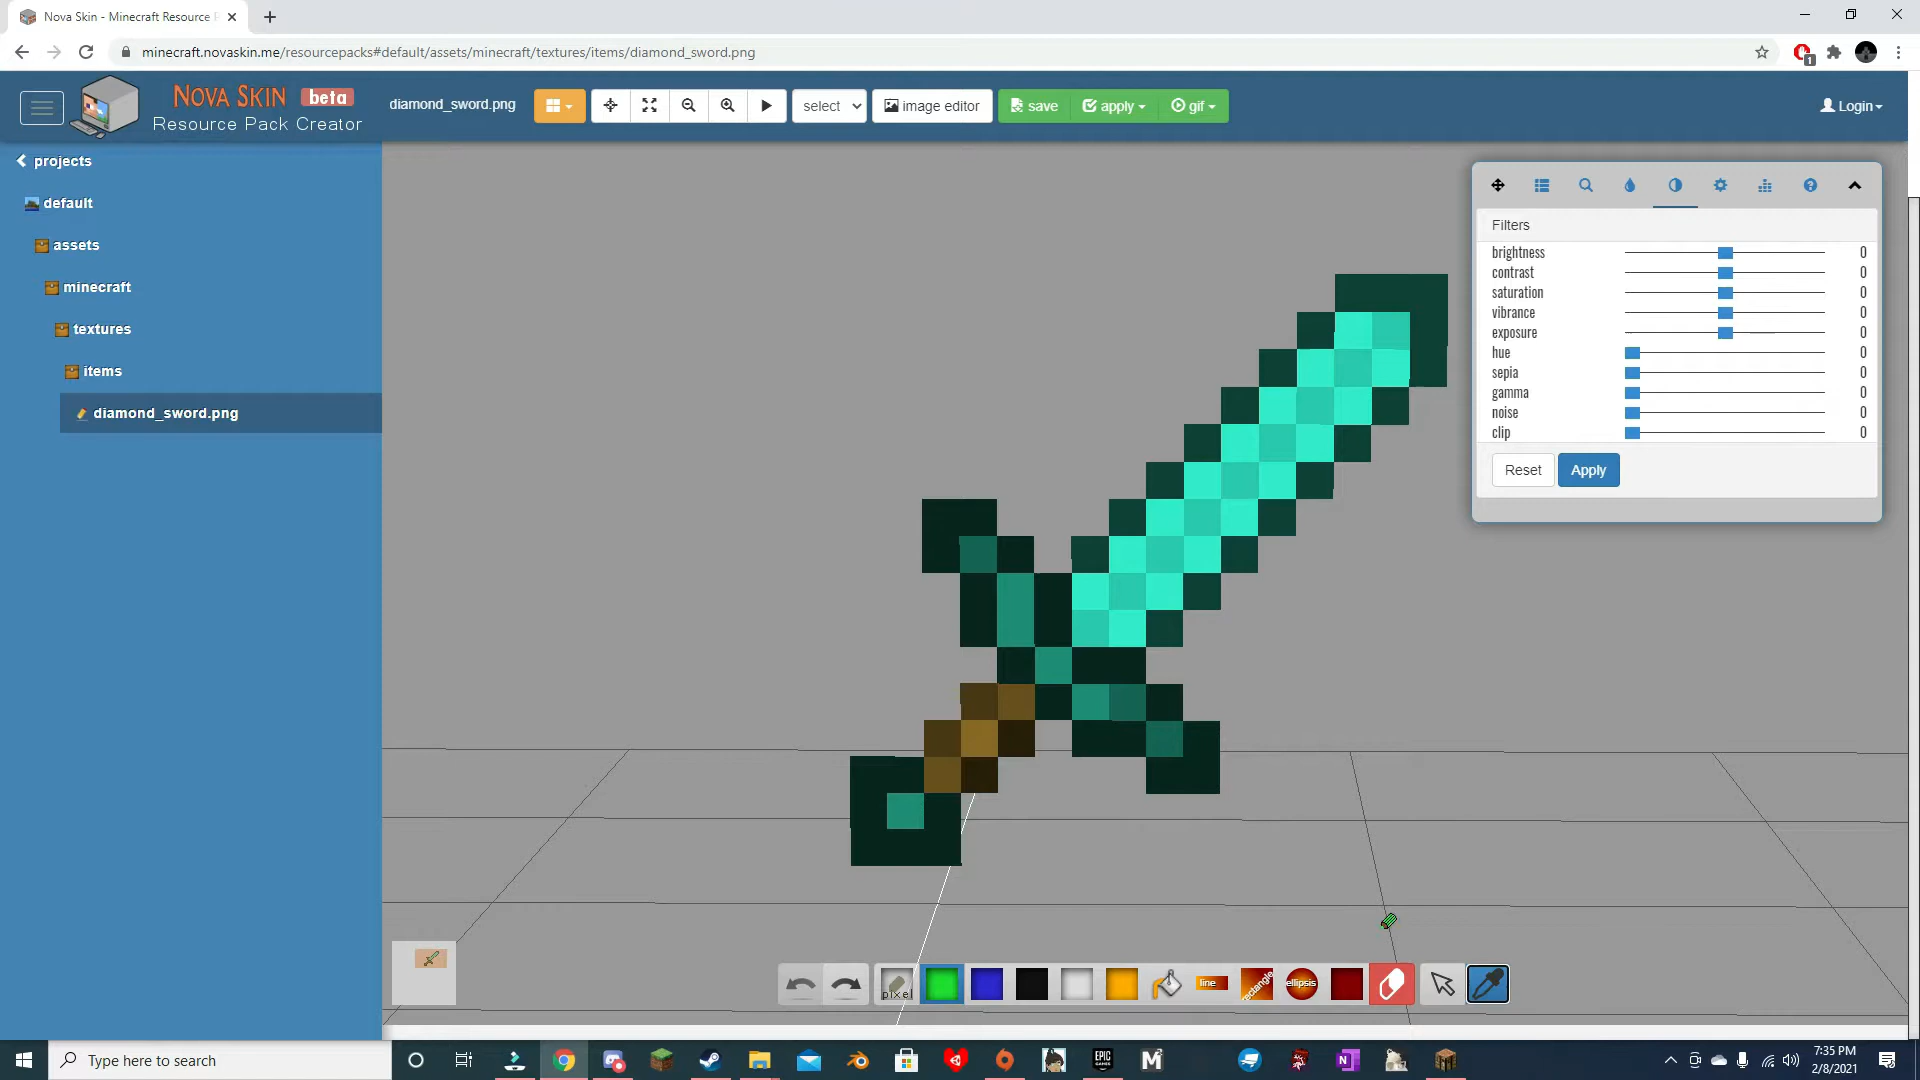 Nova Skin - Minecraft Resource P
minecraft.novaskin.me/resourcepacks#default/assets/minecraft/textures/items/diamond_sword.png
1
NOVA SKIN beta
Resource Pack Creator
diamond_sword.png
select
image editor
save
apply
gif
Login
projects
default
assets
minecraft
textures
items
diamond_sword.png
Filters
brightness 0
contrast 0
saturation 0
vibrance 0
exposure 0
hue 0
sepia 0
gamma 0
noise 0
clip 0
Reset
Apply
pixel
line
rectangle
ellipsis
Type here to search
EPIC
GAMES
7:35 PM
2/8/2021